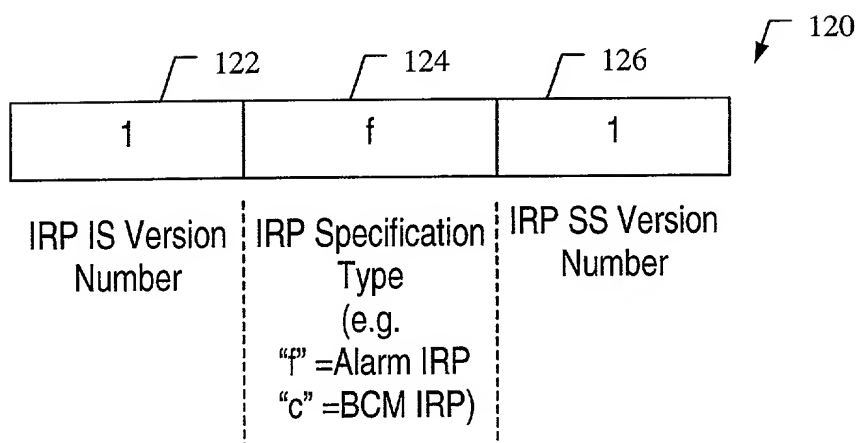 120
122 124 126
1 f 1
IRP IS Version
Number
IRP Specification
Type
(e.g.
“f” =Alarm IRP
“c” =BCM IRP)
IRP SS Version
Number